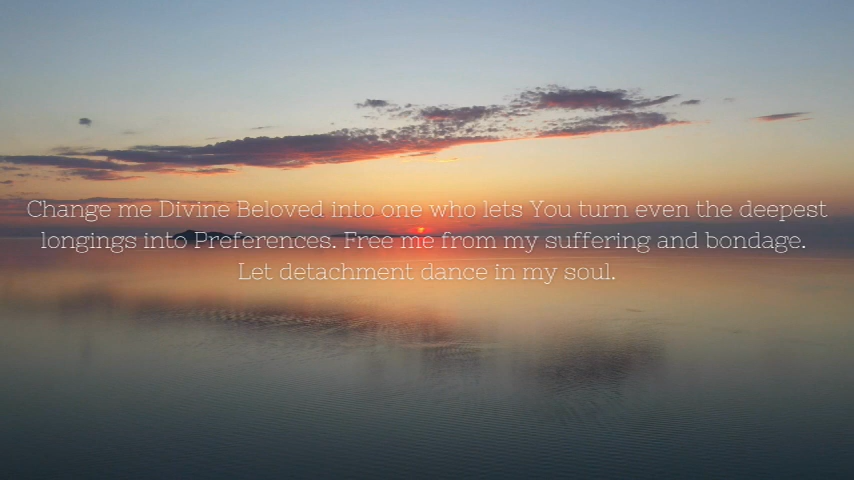 Change me Divine Beloved into one who lets You turn even the deepest
longings into Preferences. Free me from my suffering and bondage.
Let detachment dance in my soul.